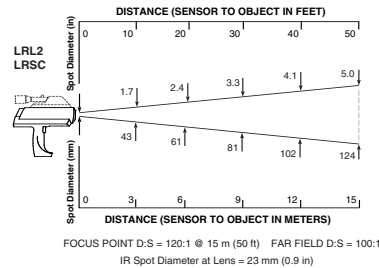 DISTANCE (SENSOR TO OBJECT IN FEET)
LRL2
LRSC
Spot Diameter (in)
0 10 20 30 40 50
1.7 2.4 3.3 4.1 5.0
43 61 81 102 124
Spot Diameter (mm)
0 3 6 9 12 15
DISTANCE (SENSOR TO OBJECT IN METERS)
FOCUS POINT D:S = 120:1 @ 15 m (50 ft) FAR FIELD D:S = 100:1
IR Spot Diameter at Lens = 23 mm (0.9 in)